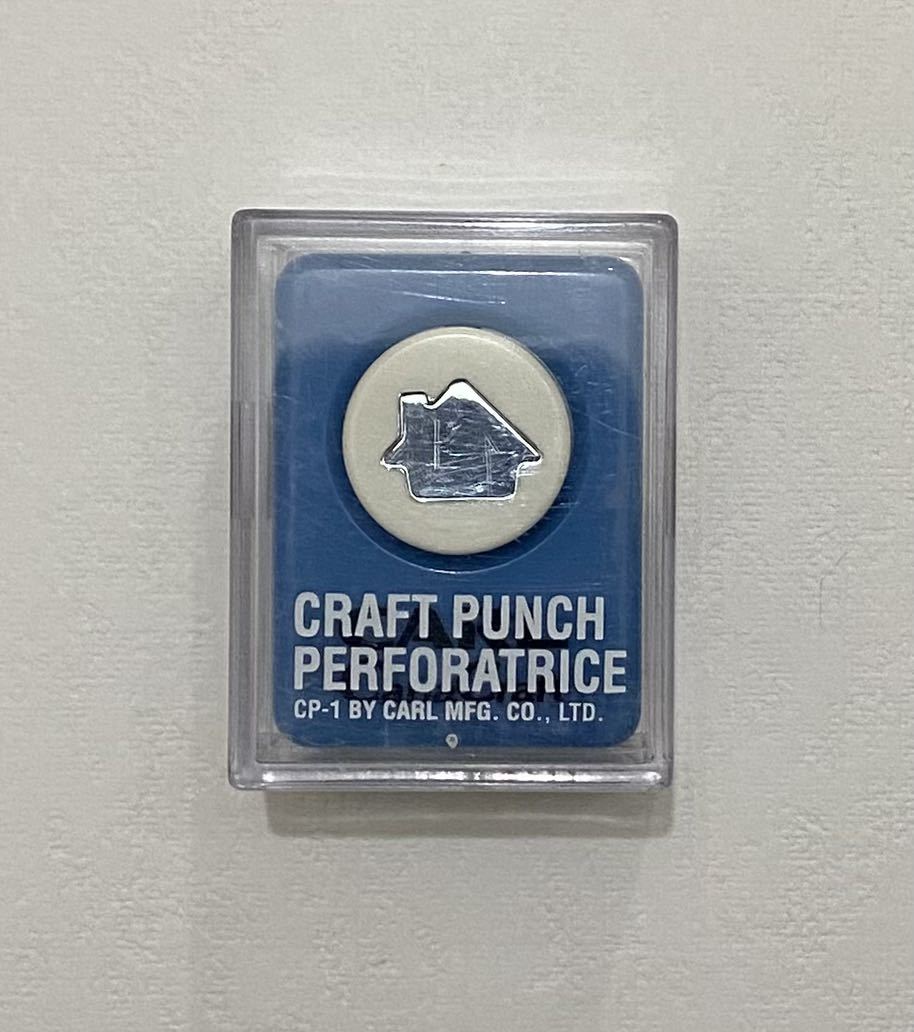 CRAFT PUNCH
PERFORATRICE
CP-1 BY CARL MFG. CO., LTD.